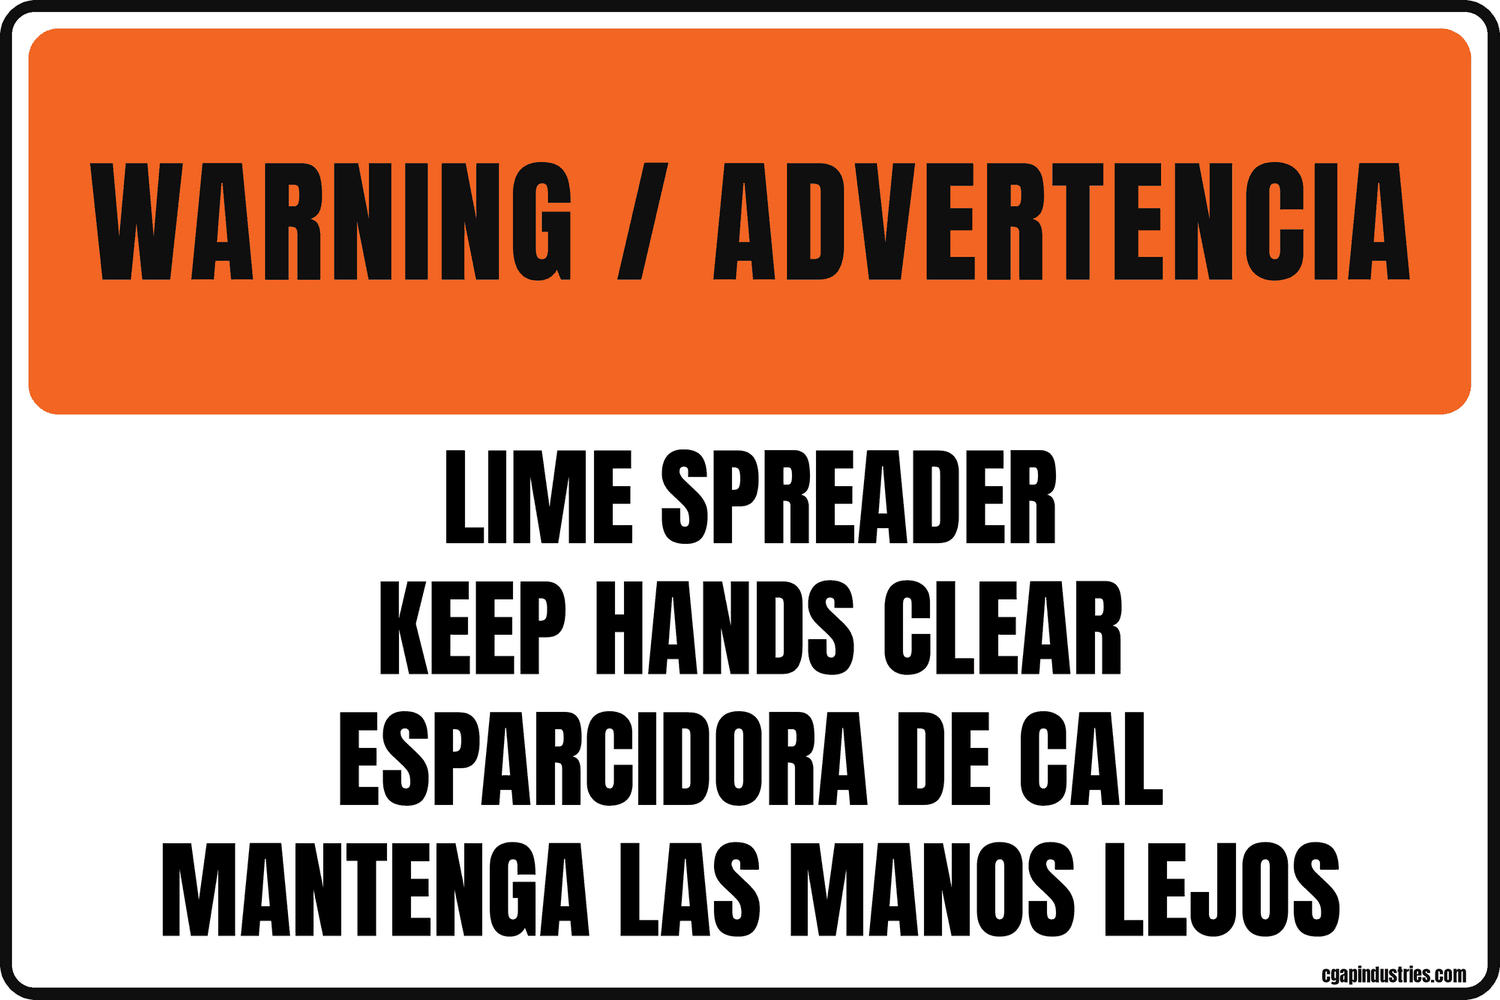 WARNING / ADVERTENCIA
LIME SPREADER
KEEP HANDS CLEAR
ESPARCIDORA DE CAL
MANTENGA LAS MANOS LEJOS
cgapindustries.com